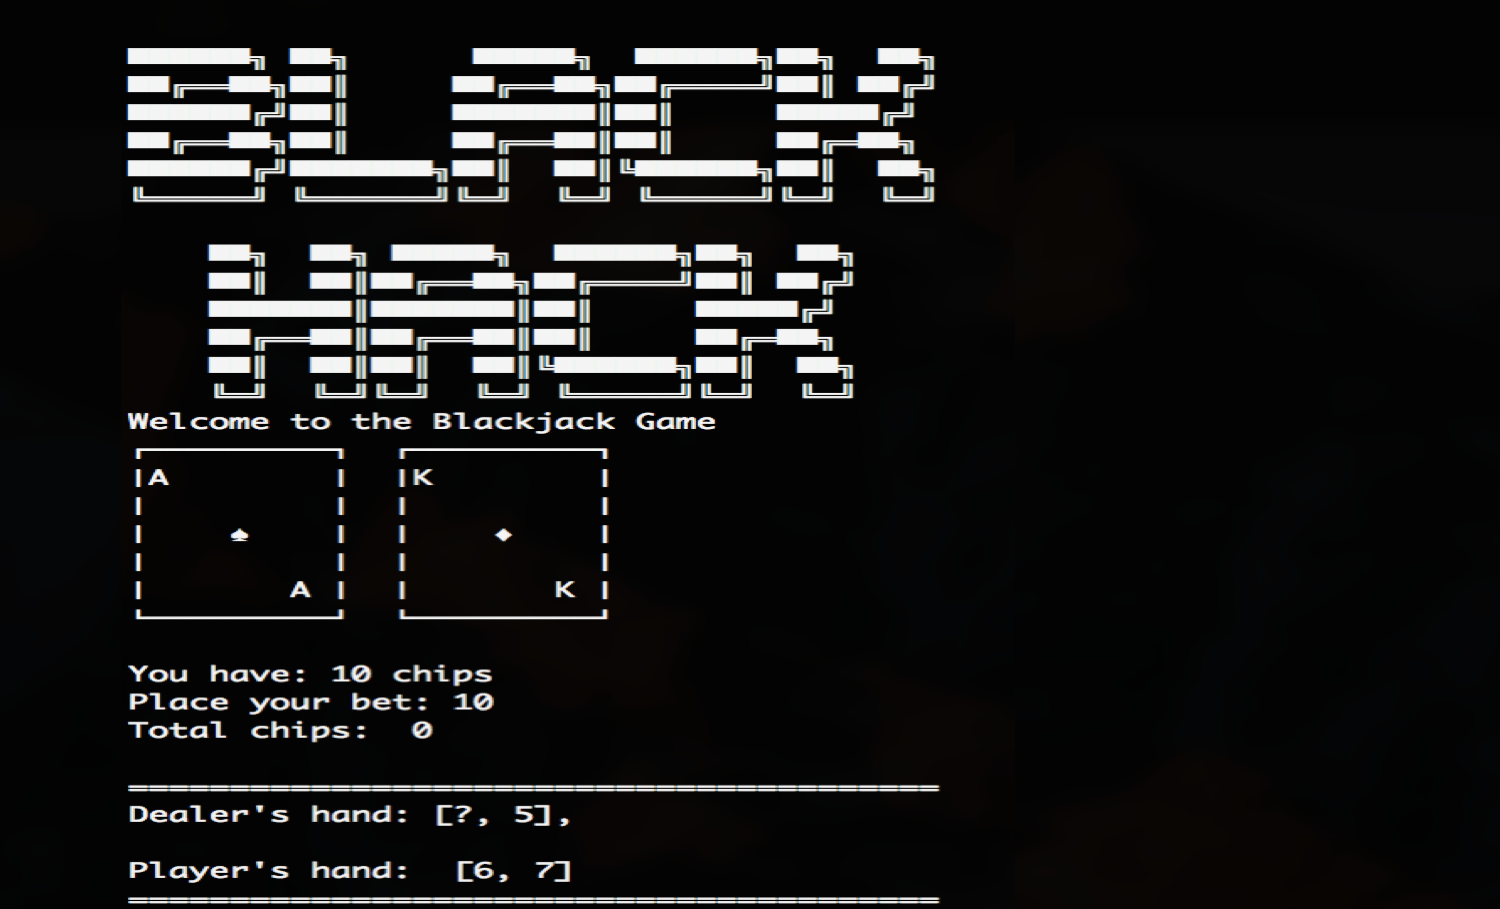 BLACK
HACK
Welcome to the Blackjack Game
A K
♠ ♦
A K
You have: 10 chips
Place your bet: 10
Total chips: 0
Dealer's hand: [?, 5],
Player's hand: [6, 7]